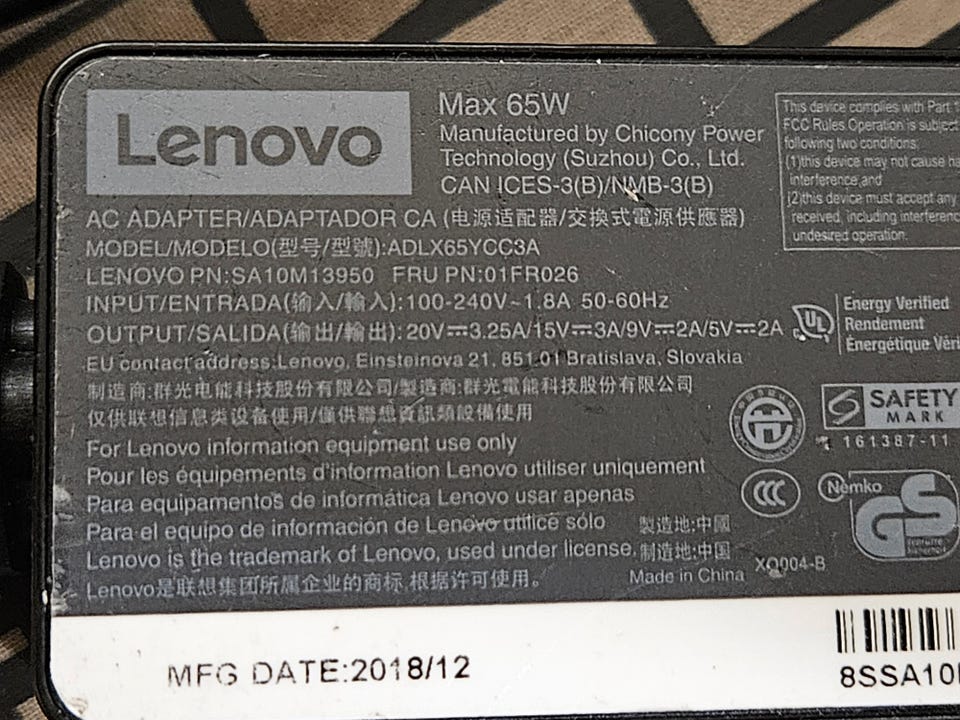 Lenovo
Max 65W
Manufactured by Chicony Power
Technology (Suzhou) Co., Ltd.
CAN ICES-3(B)/NMB-3(B)
This device complies with Part 1
FCC Rules.Operation is subject
following two conditions:
(1)this device may not cause ha
interference,and
(2)this device must accept any
received, including interferenc
undesired operation.
AC ADAPTER/ADAPTADOR CA (电源适配器/交換式電源供應器)
MODEL/MODELO(型号/型號):ADLX65YCC3A
LENOVO PN:SA10M13950 FRU PN:01FR026
INPUT/ENTRADA(输入/輸入):100-240V~1.8A 50-60Hz
OUTPUT/SALIDA(输出/輸出):20V⎓3.25A/15V⎓3A/9V⎓2A/5V⎓2A
UL
Energy Verified
Rendement
Énergétique Véri
EU contact address:Lenovo, Einsteinova 21, 851 01 Bratislava, Slovakia
制造商:群光电能科技股份有限公司/製造商:群光電能科技股份有限公司
仅供联想信息类设备使用/僅供聯想資訊類設備使用
For Lenovo information equipment use only
Pour les équipements d'information Lenovo utiliser uniquement
Para equipamentos de informática Lenovo usar apenas
Para el equipo de información de Lenovo utilice sólo
Lenovo is the trademark of Lenovo, used under license.
Lenovo是联想集团所属企业的商标,根据许可使用。
SAFETY
MARK
161387-11
CCC
Nemko
GS
製造地:中國
制造地:中国
Made in China
XO004-B
MFG DATE:2018/12
8SSA10